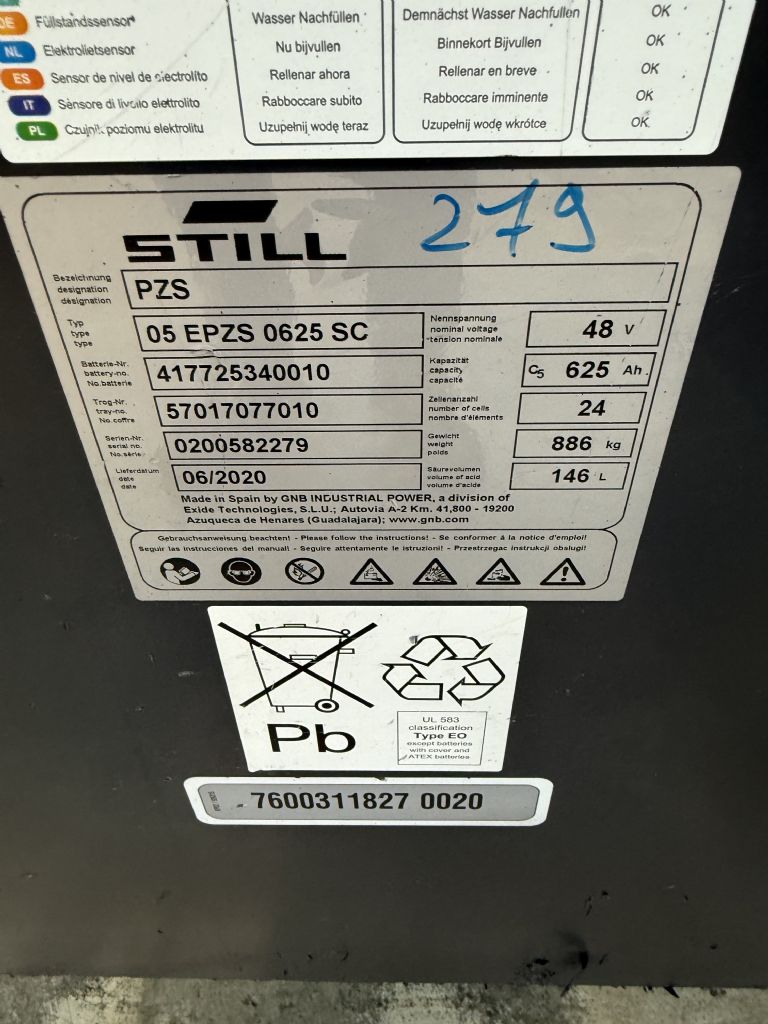 DE Füllstandssensor Wasser Nachfüllen Demnächst Wasser Nachfüllen OK
NL Elektrolietsensor Nu bijvullen Binnekort Bijvullen OK
ES Sensor de nivel de electrolito Rellenar ahora Rellenar en breve OK
IT Sensore di livollo elettrolito Rabboccare subito Rabboccare imminente OK
PL Czujnik poziomu elektrolitu Uzupełnij wodę teraz Uzupełnij wodę wkrótce OK
STILL 279
Bezeichnung
designation
désignation
PZS
Typ
type
type
05 EPZS 0625 SC
Nennspannung
nominal voltage
tension nominale
48 V
Batterie-Nr.
battery-no.
No.batterie
417725340010
Kapazität
capacity
capacité
C5 625 Ah.
Trog-Nr.
tray-no.
No.coffre
57017077010
Zellenanzahl
number of cells
nombre d'éléments
24
Serien-Nr.
serial no.
No.série
0200582279
Gewicht
weight
poids
886 kg
Lieferdatum
date
date
06/2020
Säurevolumen
volume of acid
volume d'acide
146 L
Made in Spain by GNB INDUSTRIAL POWER, a division of
Exide Technologies, S.L.U.; Autovia A-2 Km. 41,800 - 19200
Azuqueca de Henares (Guadalajara); www.gnb.com
Gebrauchsanweisung beachten! - Please follow the instructions! - Se conformer à la notice d'emploi!
Seguir las instrucciones del manual! - Seguire attentamente le istruzioni! - Przestrzegac instrukcji obslugi!
Pb
UL 583
classification
Type EO
except batteries
with cover and
ATEX batteries
7600311827 0020